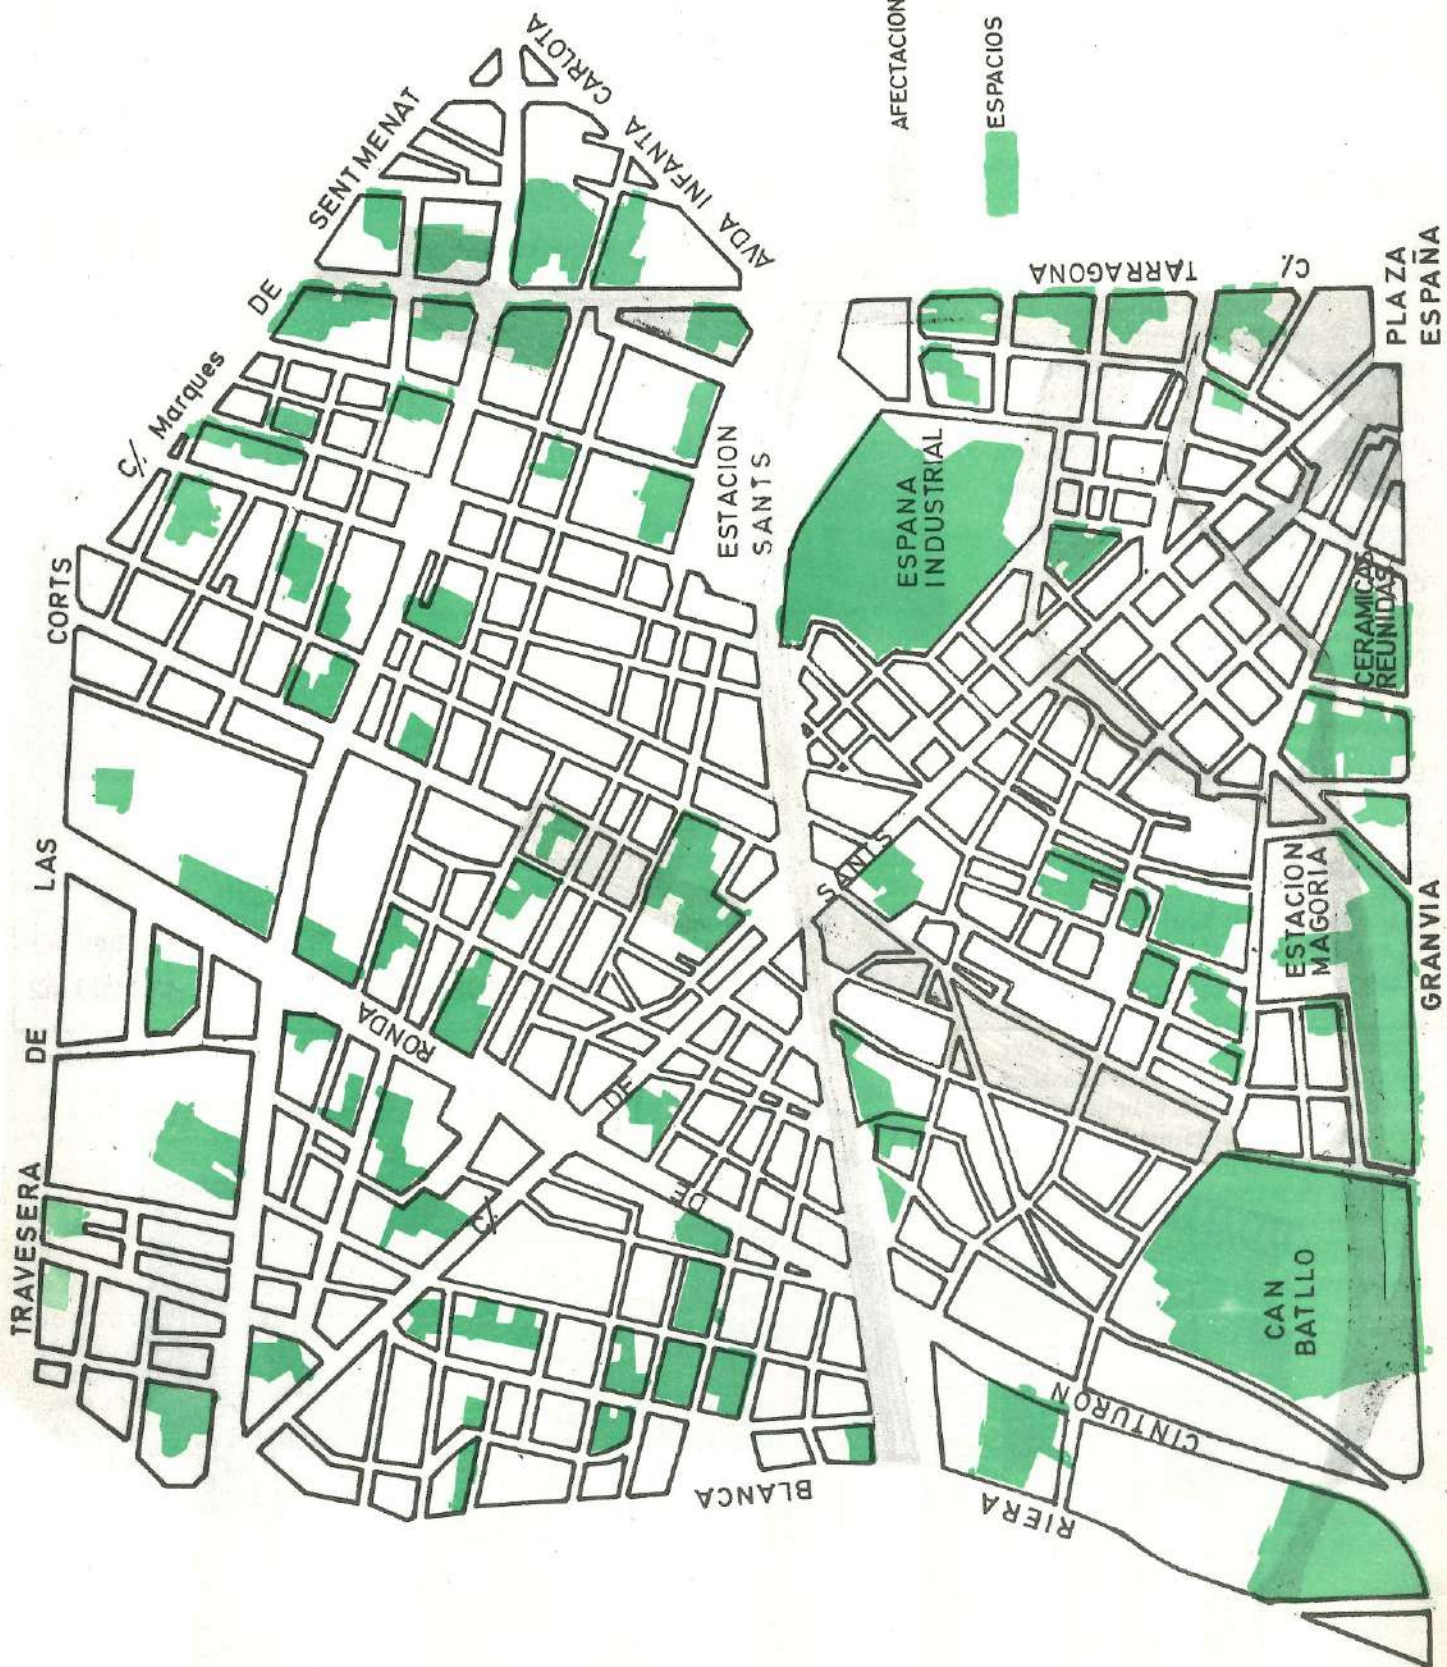 TRAVESERA
DE
LAS
CORTS
C/. Marques
DE
SENTMENAT
AVDA INFANTA
CARLOTA
AFECTACION
ESPACIOS
RONDA
DE
ESTACION
SANTS
C/.
DE
SANTS
ESPANA
INDUSTRIAL
C/.
TARRAGONA
PLAZA
ESPAÑA
CERAMICAS
REUNIDAS
ESTACION
MAGORIA
GRANVIA
CAN
BATLLO
CINTURON
RIERA
BLANCA